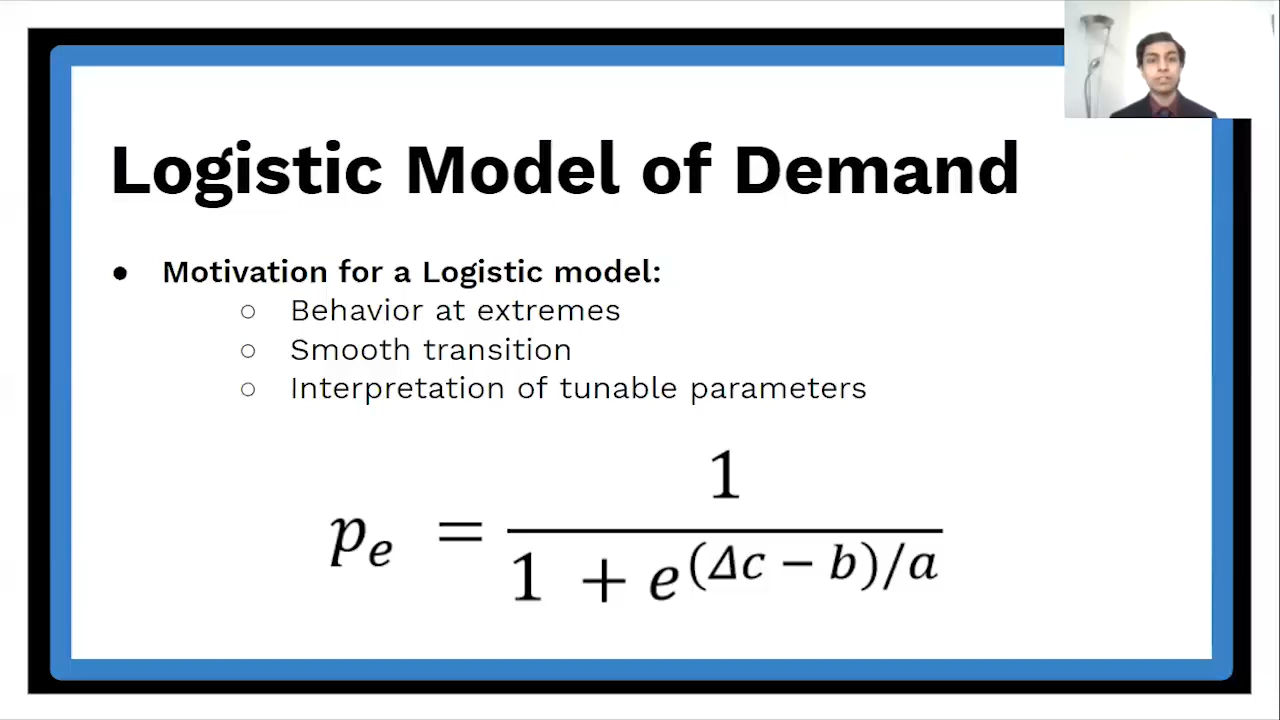 Logistic Model of Demand
● Motivation for a Logistic model:
○ Behavior at extremes
○ Smooth transition
○ Interpretation of tunable parameters
p_e = 1 / (1 + e^((Δc − b)/a))